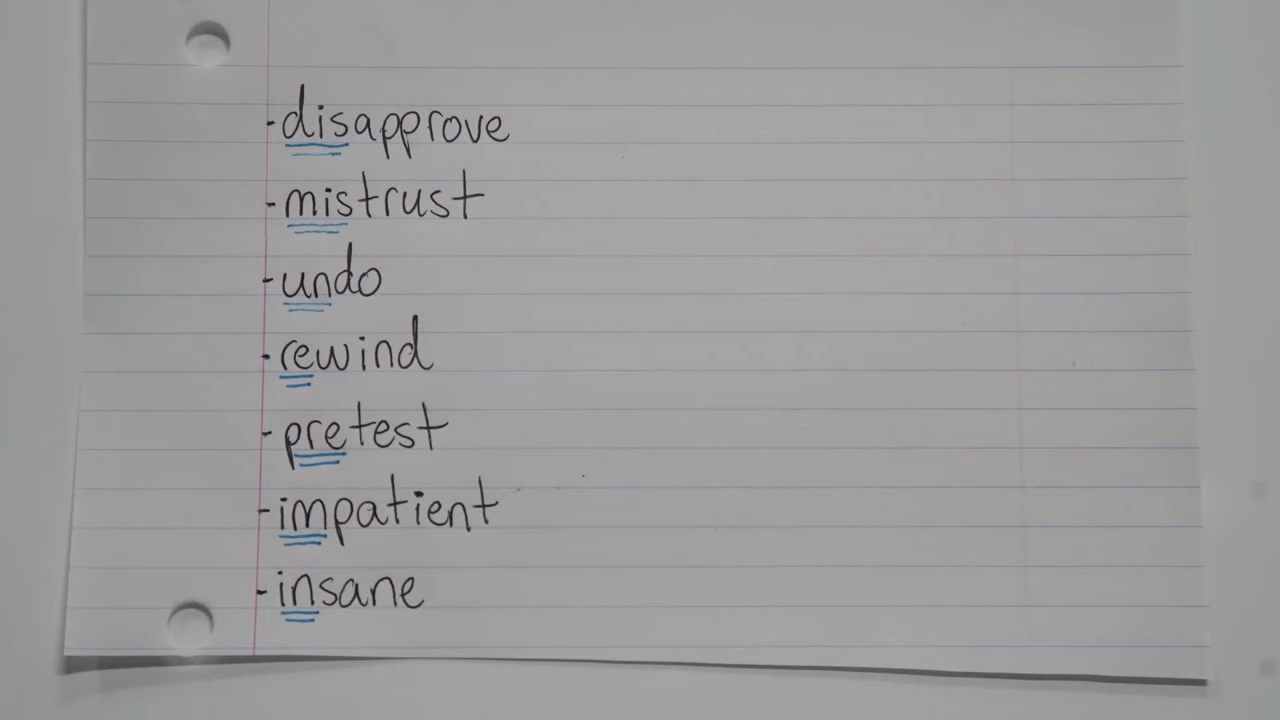 -disapprove
-mistrust
-undo
-rewind
-pretest
-impatient
-insane